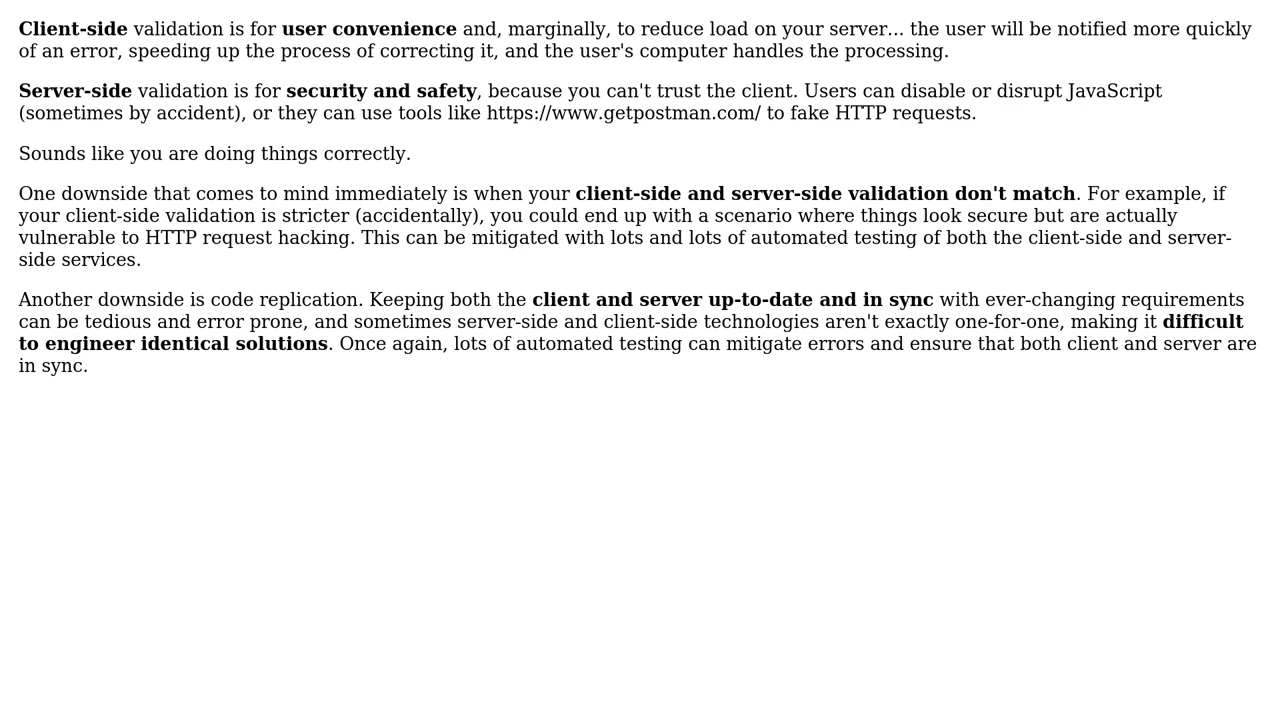 Client-side validation is for user convenience and, marginally, to reduce load on your server... the user will be notified more quickly
of an error, speeding up the process of correcting it, and the user's computer handles the processing.
Server-side validation is for security and safety, because you can't trust the client. Users can disable or disrupt JavaScript
(sometimes by accident), or they can use tools like https://www.getpostman.com/ to fake HTTP requests.
Sounds like you are doing things correctly.
One downside that comes to mind immediately is when your client-side and server-side validation don't match. For example, if
your client-side validation is stricter (accidentally), you could end up with a scenario where things look secure but are actually
vulnerable to HTTP request hacking. This can be mitigated with lots and lots of automated testing of both the client-side and server-
side services.
Another downside is code replication. Keeping both the client and server up-to-date and in sync with ever-changing requirements
can be tedious and error prone, and sometimes server-side and client-side technologies aren't exactly one-for-one, making it difficult
to engineer identical solutions. Once again, lots of automated testing can mitigate errors and ensure that both client and server are
in sync.